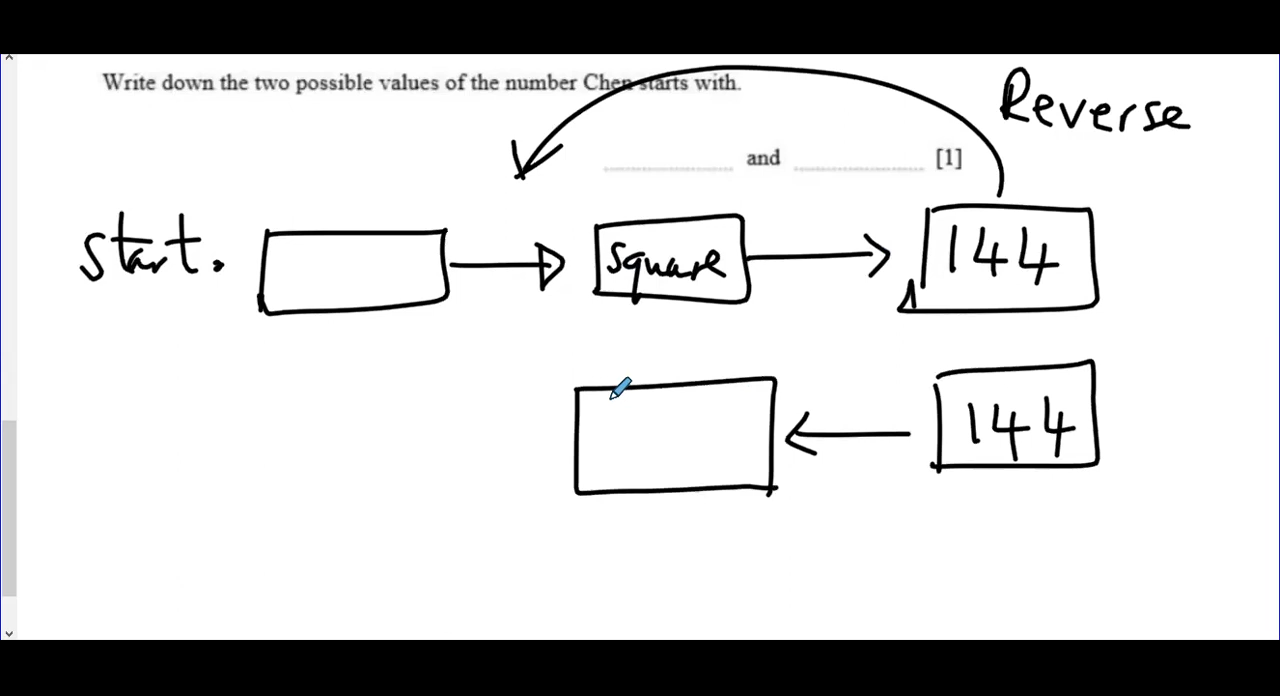 Write down the two possible values of the number Chen starts with.
Reverse
and [1]
start.
square
144
144